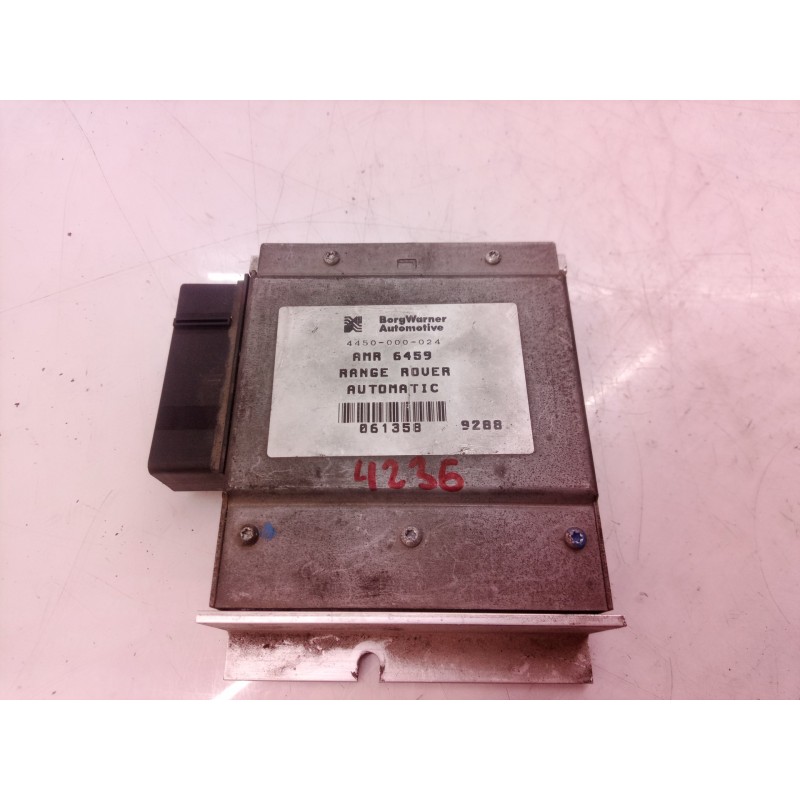 BorgWarner
Automotive
4450-000-024
AMR 6459
RANGE ROVER
AUTOMATIC
061358 9288
4236